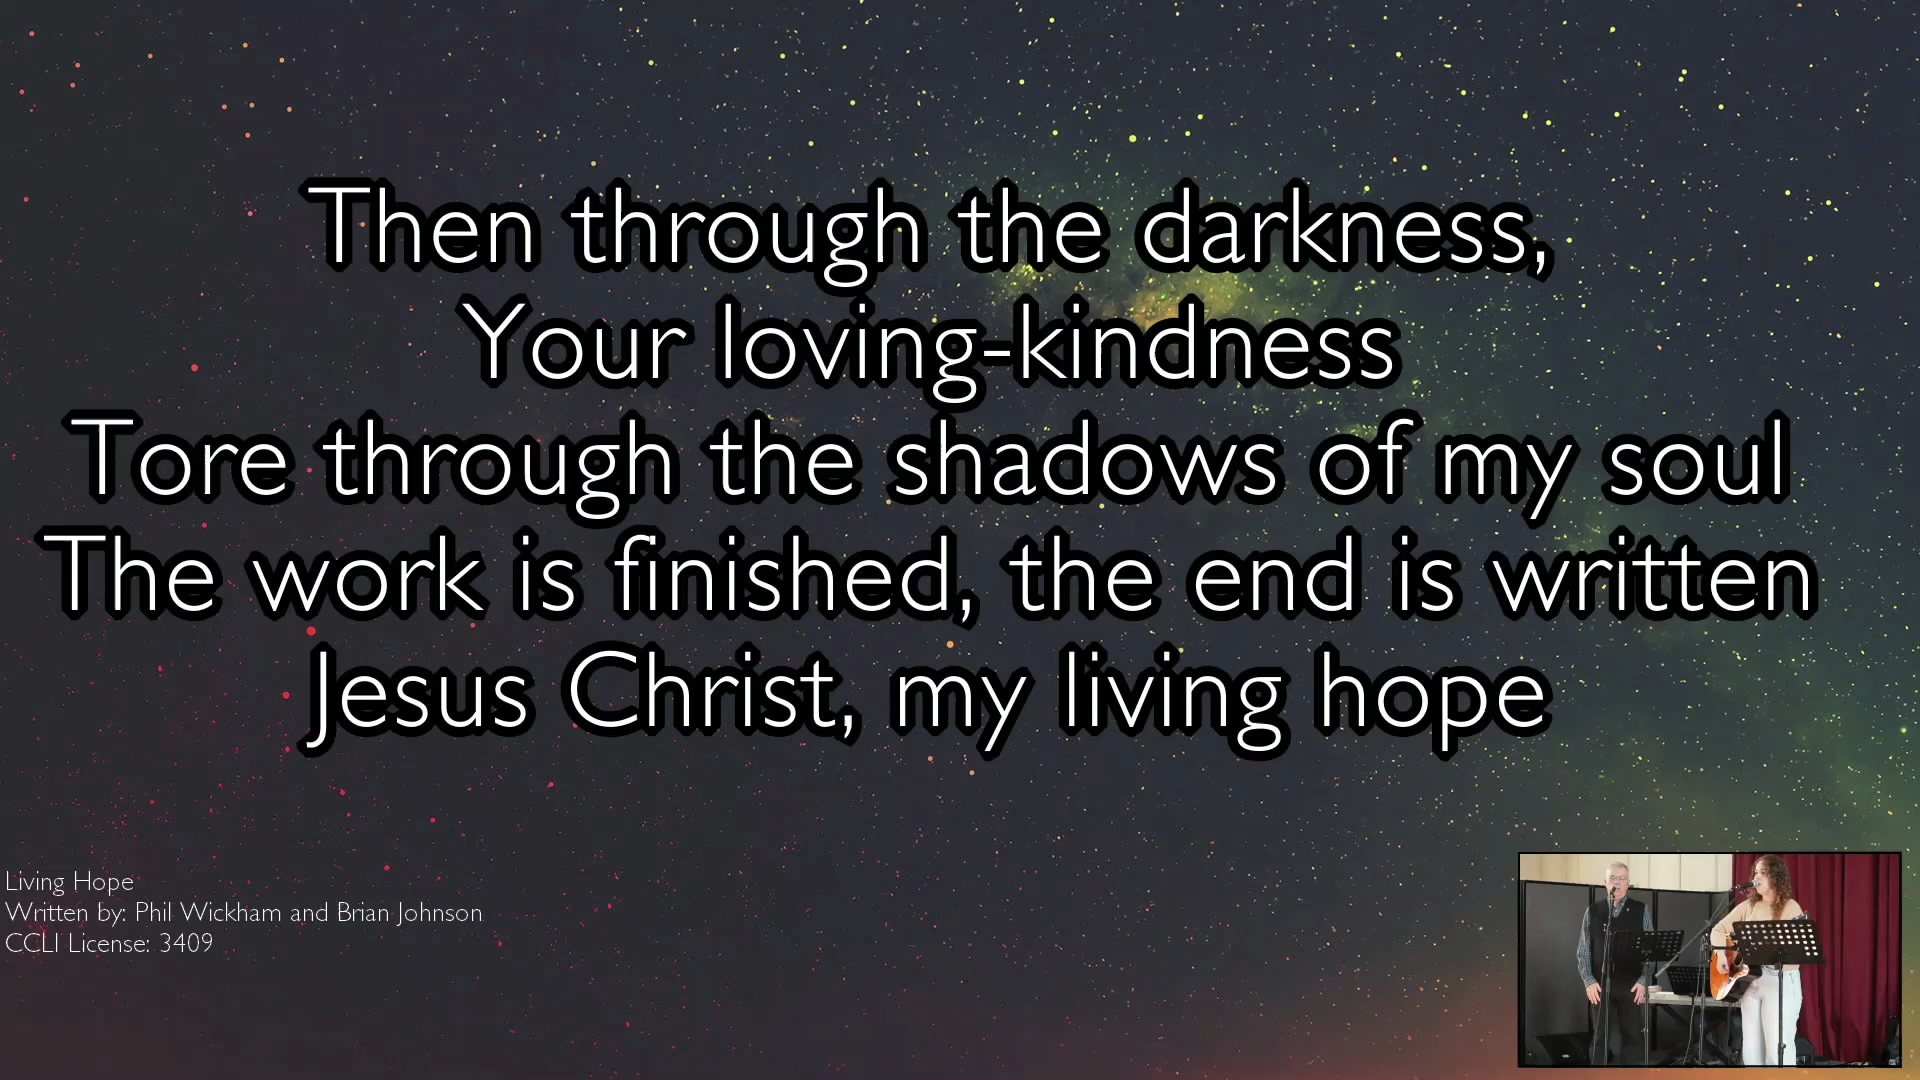 Then through the darkness,
Your loving-kindness
Tore through the shadows of my soul
The work is finished, the end is written
Jesus Christ, my living hope
Living Hope
Written by: Phil Wickham and Brian Johnson
CCLI License: 3409